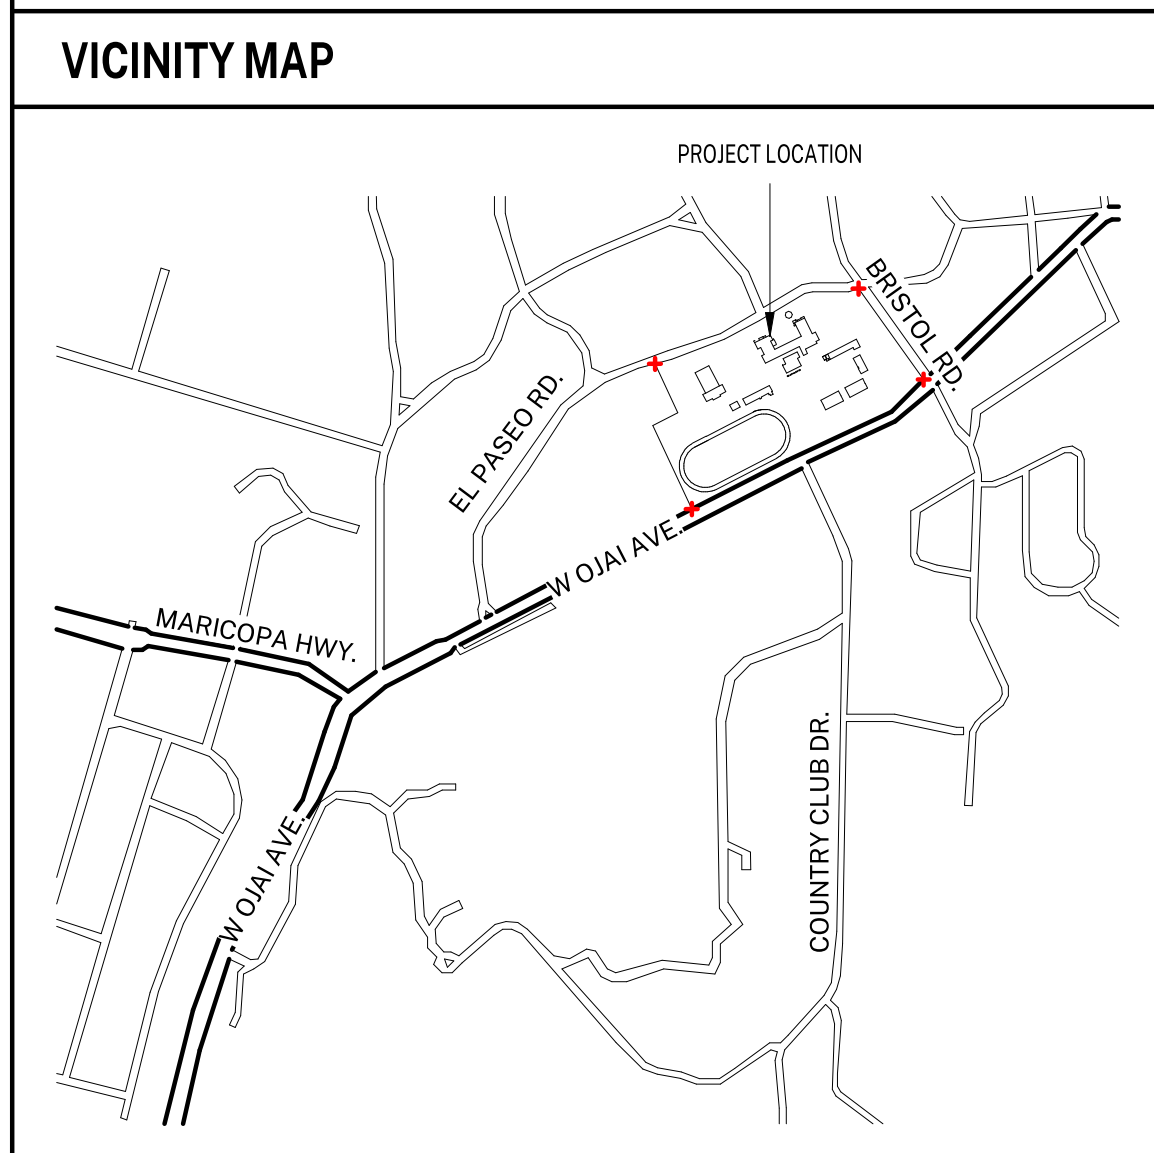 VICINITY MAP
PROJECT LOCATION
BRISTOL RD.
EL PASEO RD.
W OJAI AVE.
MARICOPA HWY.
COUNTRY CLUB DR.
W OJAI AVE.